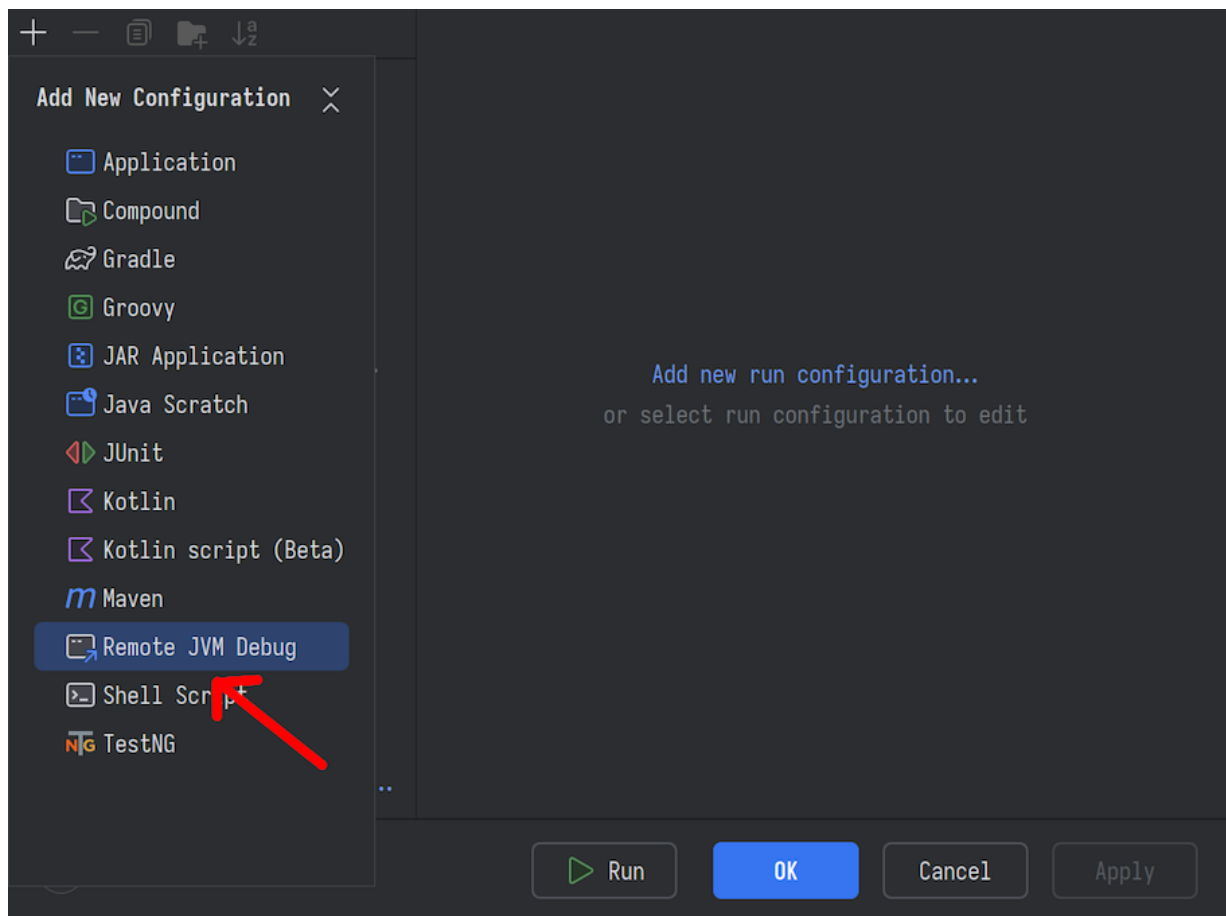 Add New Configuration
Application
Compound
Gradle
Groovy
JAR Application
Java Scratch
JUnit
Kotlin
Kotlin script (Beta)
Maven
Remote JVM Debug
Shell Script
TestNG
Add new run configuration...
or select run configuration to edit
Run
OK
Cancel
Apply